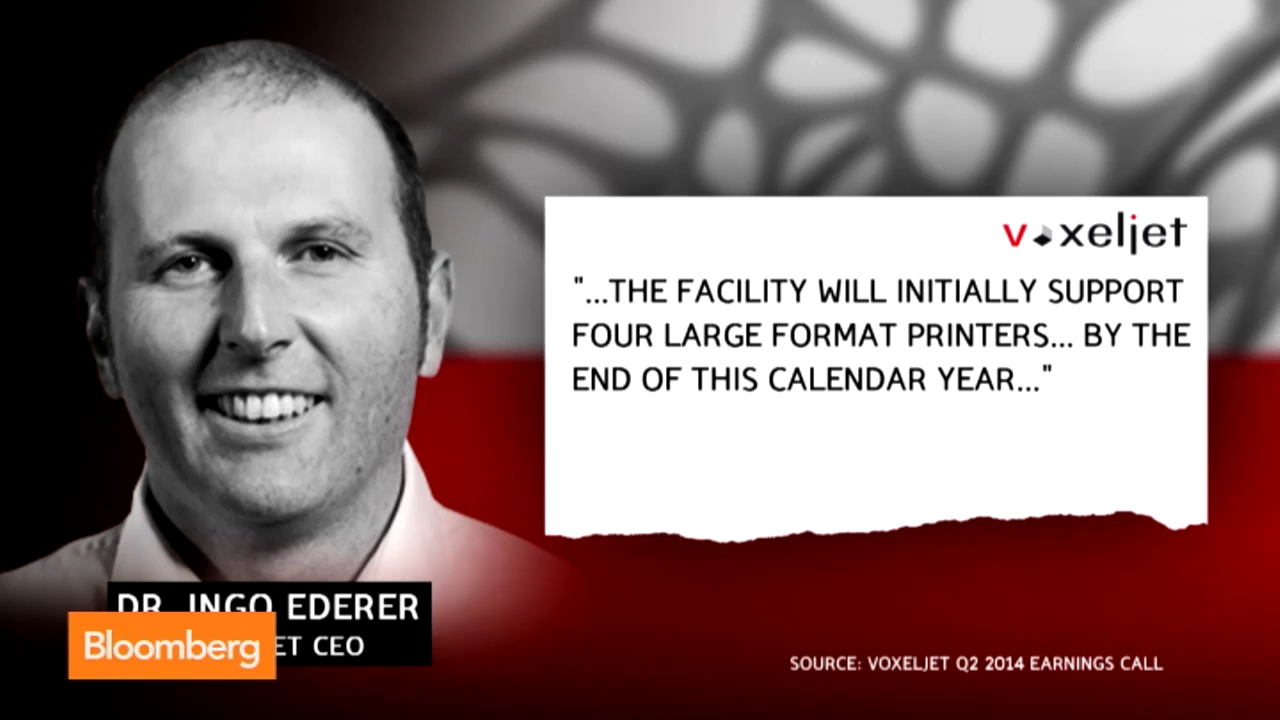 voxeljet
"...THE FACILITY WILL INITIALLY SUPPORT
FOUR LARGE FORMAT PRINTERS... BY THE
END OF THIS CALENDAR YEAR..."
DR. INGO EDERER
ET CEO
Bloomberg
SOURCE: VOXELJET Q2 2014 EARNINGS CALL